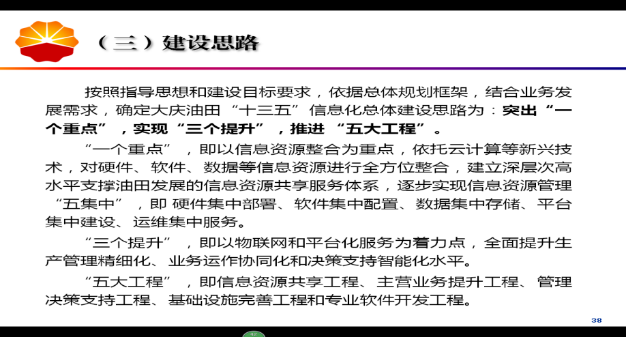 （三）建设思路
按照指导思想和建设目标要求，依据总体规划框架，结合业务发
展需求，确定大庆油田“十三五”信息化总体建设思路为：突出“一
个重点”，实现“三个提升”，推进 “五大工程”。
“一个重点”，即以信息资源整合为重点，依托云计算等新兴技
术，对硬件、软件、数据等信息资源进行全方位整合，建立深层次高
水平支撑油田发展的信息资源共享服务体系，逐步实现信息资源管理
“五集中”，即 硬件集中部署、软件集中配置、数据集中存储、平台
集中建设、运维集中服务。
“三个提升”，即以物联网和平台化服务为着力点，全面提升生
产管理精细化、业务运作协同化和决策支持智能化水平。
“五大工程”，即信息资源共享工程、主营业务提升工程、管理
决策支持工程、基础设施完善工程和专业软件开发工程。
38